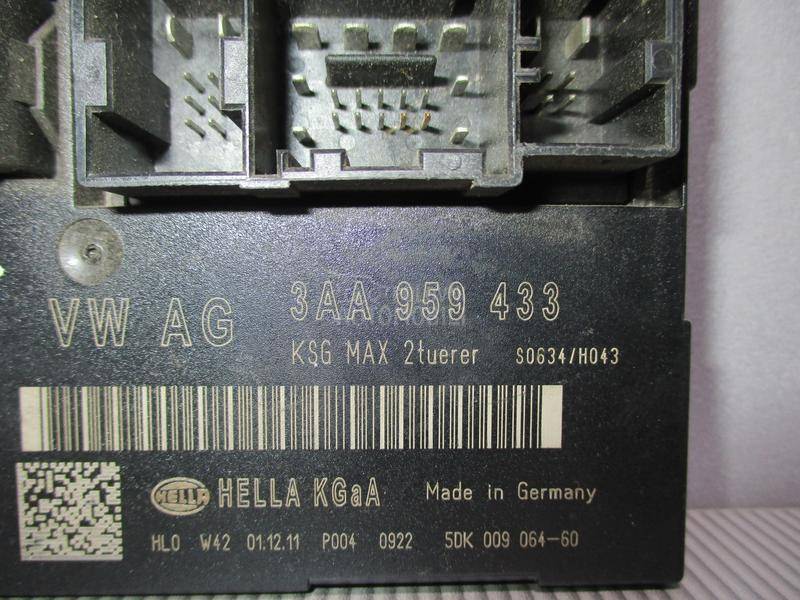 VW AG 3AA 959 433
KSG MAX 2tuerer S0634/H043
HELLA HELLA KGaA Made in Germany
HLO W42 01.12.11 P004 0922 5DK 009 064-60